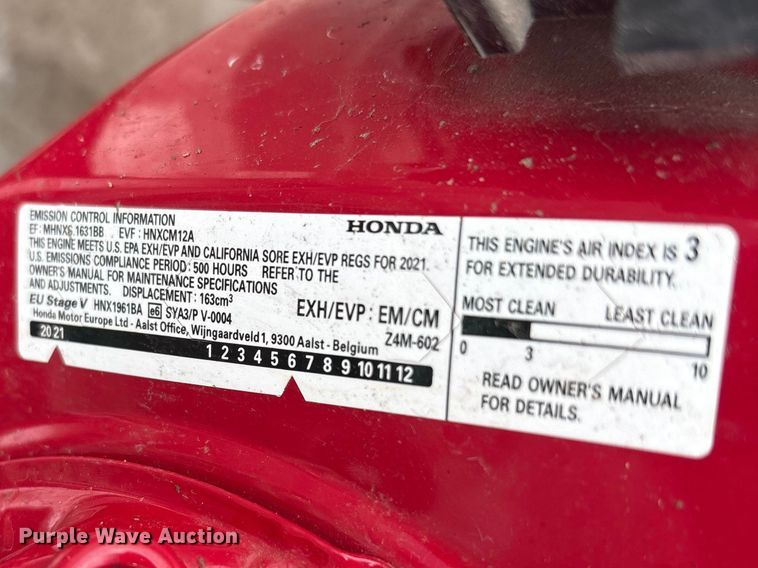 EMISSION CONTROL INFORMATION
HONDA
EF: MHNXS.1631BB . EVF: HNXCM12A
THIS ENGINE MEETS U.S. EPA EXH/EVP AND CALIFORNIA SORE EXH/EVP REGS FOR 2021.
U.S. EMISSIONS COMPLIANCE PERIOD: 500 HOURS REFER TO THE
OWNER'S MANUAL FOR MAINTENANCE SPECIFICATIONS
AND ADJUSTMENTS. DISPLACEMENT: 163cm³
EXH/EVP: EM/CM
EU Stage V HNX1961BA e6 SYA3/P V-0004
Honda Motor Europe Ltd - Aalst Office, Wijngaardveld 1, 9300 Aalst - Belgium Z4M-602
2021
1 2 3 4 5 6 7 8 9 10 11 12
THIS ENGINE'S AIR INDEX IS 3
FOR EXTENDED DURABILITY.
MOST CLEAN LEAST CLEAN
0 3 10
READ OWNER'S MANUAL
FOR DETAILS.
Purple Wave Auction®